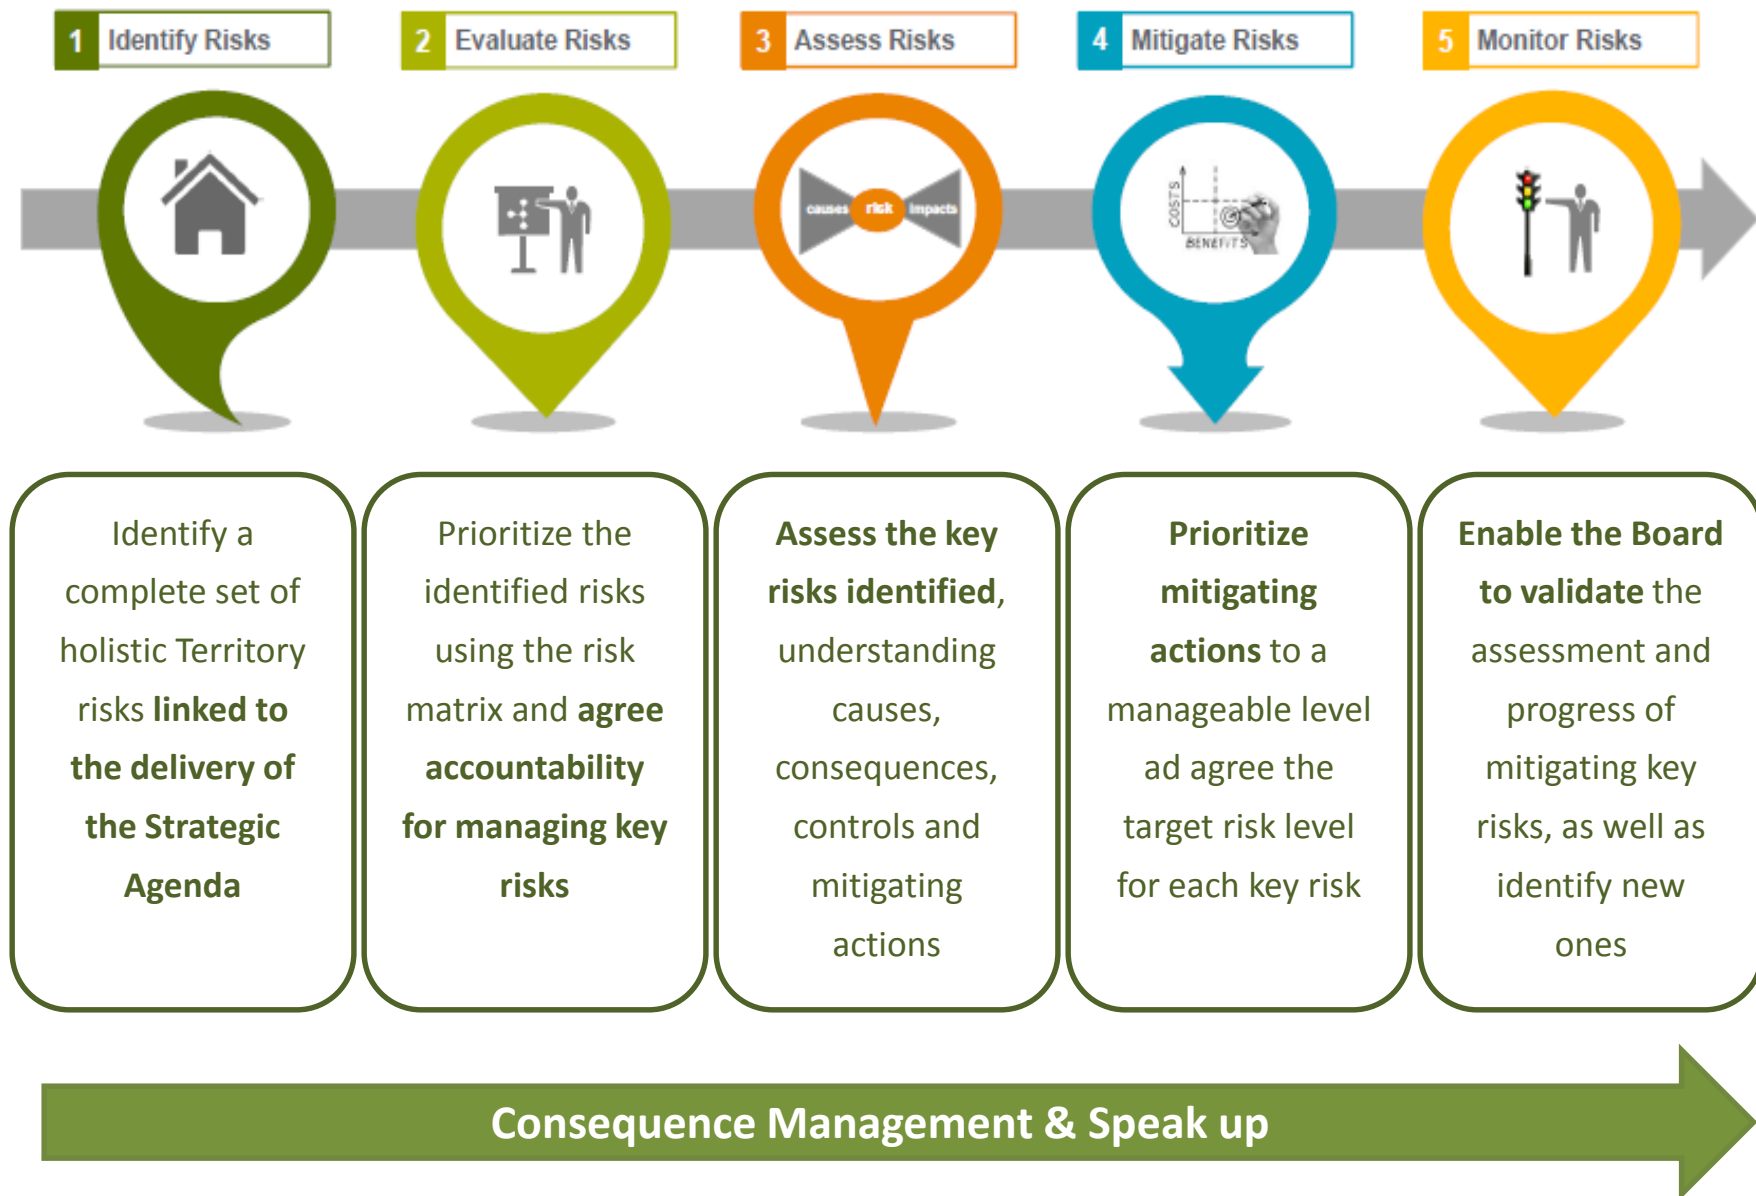 1 Identify Risks
2 Evaluate Risks
3 Assess Risks
4 Mitigate Risks
5 Monitor Risks
causes risk impacts
COSTS
BENEFITS
Identify a
complete set of
holistic Territory
risks linked to
the delivery of
the Strategic
Agenda
Prioritize the
identified risks
using the risk
matrix and agree
accountability
for managing key
risks
Assess the key
risks identified,
understanding
causes,
consequences,
controls and
mitigating
actions
Prioritize
mitigating
actions to a
manageable level
ad agree the
target risk level
for each key risk
Enable the Board
to validate the
assessment and
progress of
mitigating key
risks, as well as
identify new
ones
Consequence Management & Speak up